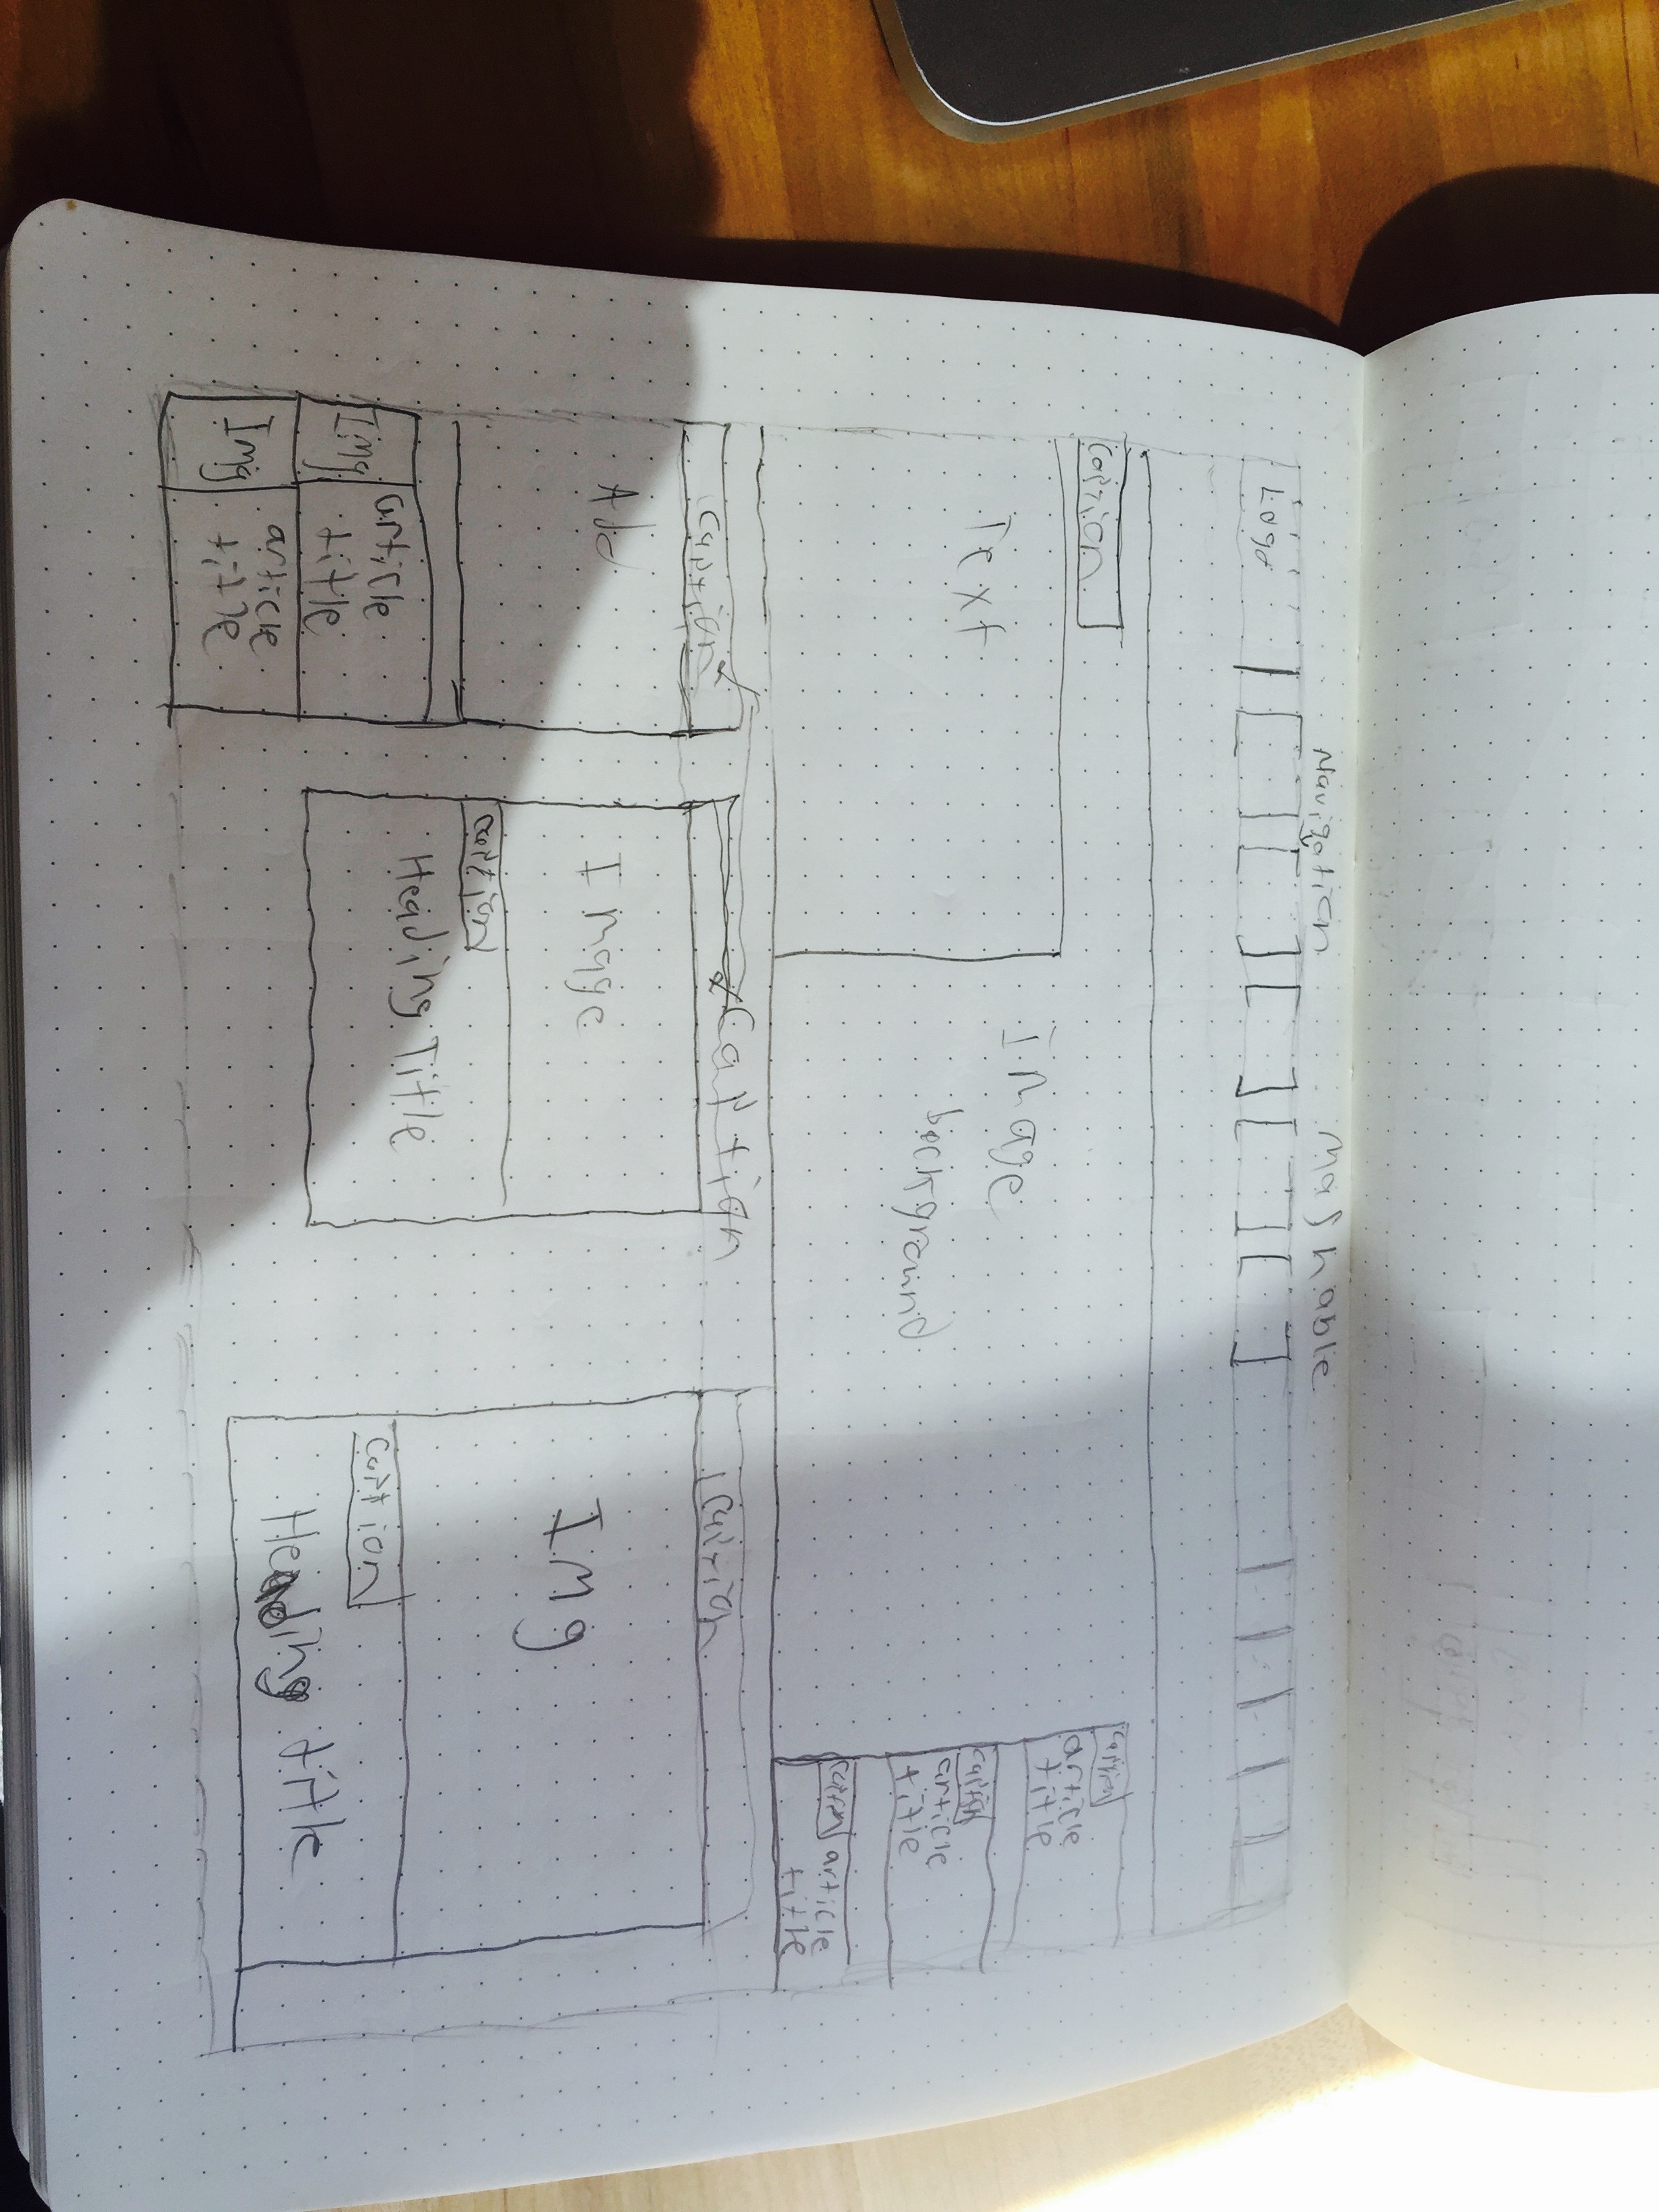 Mashable
Navigation
Logo
Caption
Text
Image
background
Caption
article
title
Caption
article
title
Caption
article
title
Caption
Ad
Img
article
title
Img
article
title
Caption
Image
Caption
Heading Title
Caption
Img
Caption
Heading title